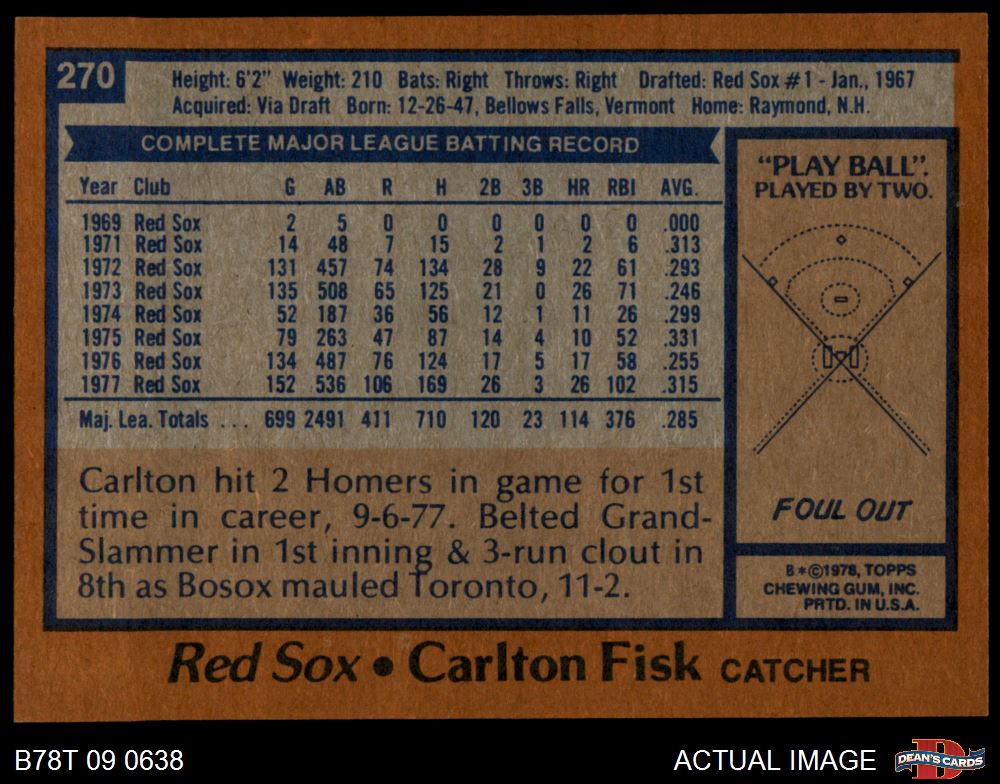 270
Height: 6'2" Weight: 210 Bats: Right Throws: Right Drafted: Red Sox #1 - Jan., 1967
Acquired: Via Draft Born: 12-26-47, Bellows Falls, Vermont Home: Raymond, N.H.
COMPLETE MAJOR LEAGUE BATTING RECORD
Year Club G AB R H 2B 3B HR RBI AVG.
1969 Red Sox 2 5 0 0 0 0 0 0 .000
1971 Red Sox 14 48 7 15 2 1 2 6 .313
1972 Red Sox 131 457 74 134 28 9 22 61 .293
1973 Red Sox 135 508 65 125 21 0 26 71 .246
1974 Red Sox 52 187 36 56 12 1 11 26 .299
1975 Red Sox 79 263 47 87 14 4 10 52 .331
1976 Red Sox 134 487 76 124 17 5 17 58 .255
1977 Red Sox 152 536 106 169 26 3 26 102 .315
Maj. Lea. Totals ... 699 2491 411 710 120 23 114 376 .285
Carlton hit 2 Homers in game for 1st
time in career, 9-6-77. Belted Grand-
Slammer in 1st inning & 3-run clout in
8th as Bosox mauled Toronto, 11-2.
"PLAY BALL".
PLAYED BY TWO.
FOUL OUT
B*©1978, TOPPS
CHEWING GUM, INC.
PRTD. IN U.S.A.
Red Sox • Carlton Fisk CATCHER
B78T 09 0638
ACTUAL IMAGE
D
DEAN'S CARDS